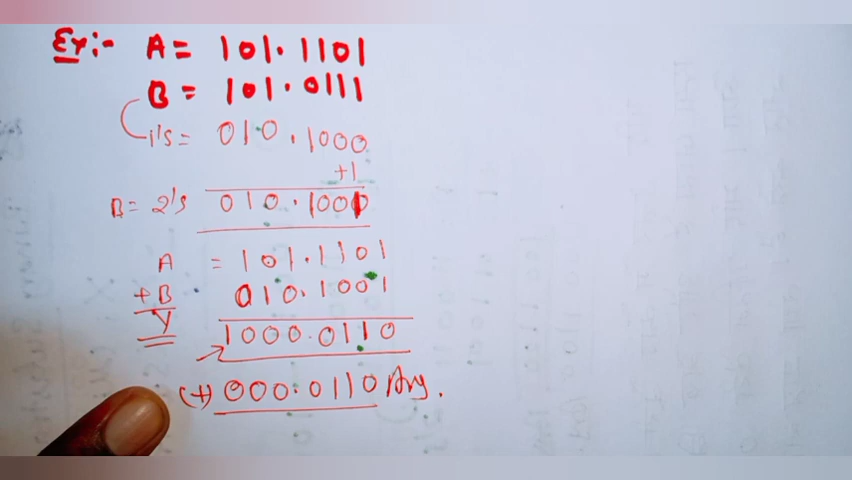 Ex:- A = 101.1101
B = 101.0111
1's = 010.1000
+1
B = 2's 010.1001
A = 101.1101
+ B 010.1001
Y 1000.0110
(+) 000.0110 Ans.